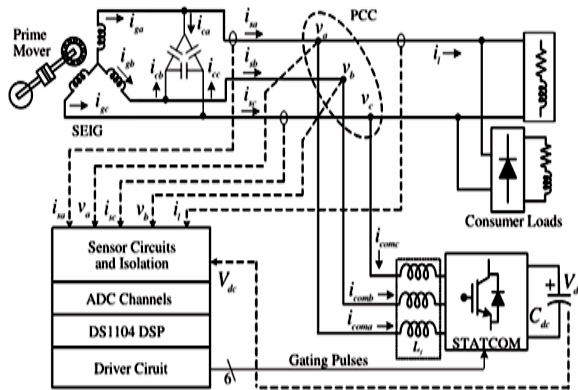 Prime
Mover
i_ga
i_gb
i_gc
SEIG
i_ca
i_cb
i_cc
i_sa
i_sb
i_sc
PCC
v_a
v_b
v_c
i_l
Consumer Loads
i_sa
v_a
i_sc
v_b
i_l
Sensor Circuits
and Isolation
ADC Channels
DS1104 DSP
Driver Ciruit
V_dc
6
Gating Pulses
i_comc
i_comb
i_coma
L_f
STATCOM
C_dc
+